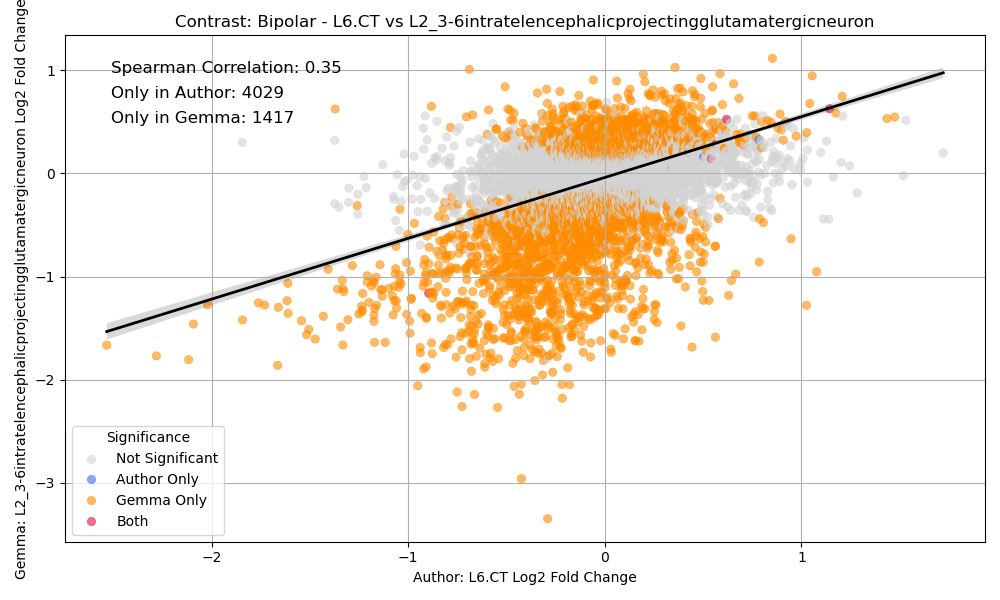 Contrast: Bipolar - L6.CT vs L2_3-6intratelencephalicprojectingglutamatergicneuron
Gemma: L2_3-6intratelencephalicprojectingglutamatergicneuron Log2 Fold Change
1
0
−1
−2
−3
Spearman Correlation: 0.35
Only in Author: 4029
Only in Gemma: 1417
Significance
Not Significant
Author Only
Gemma Only
Both
−2
−1
0
1
Author: L6.CT Log2 Fold Change